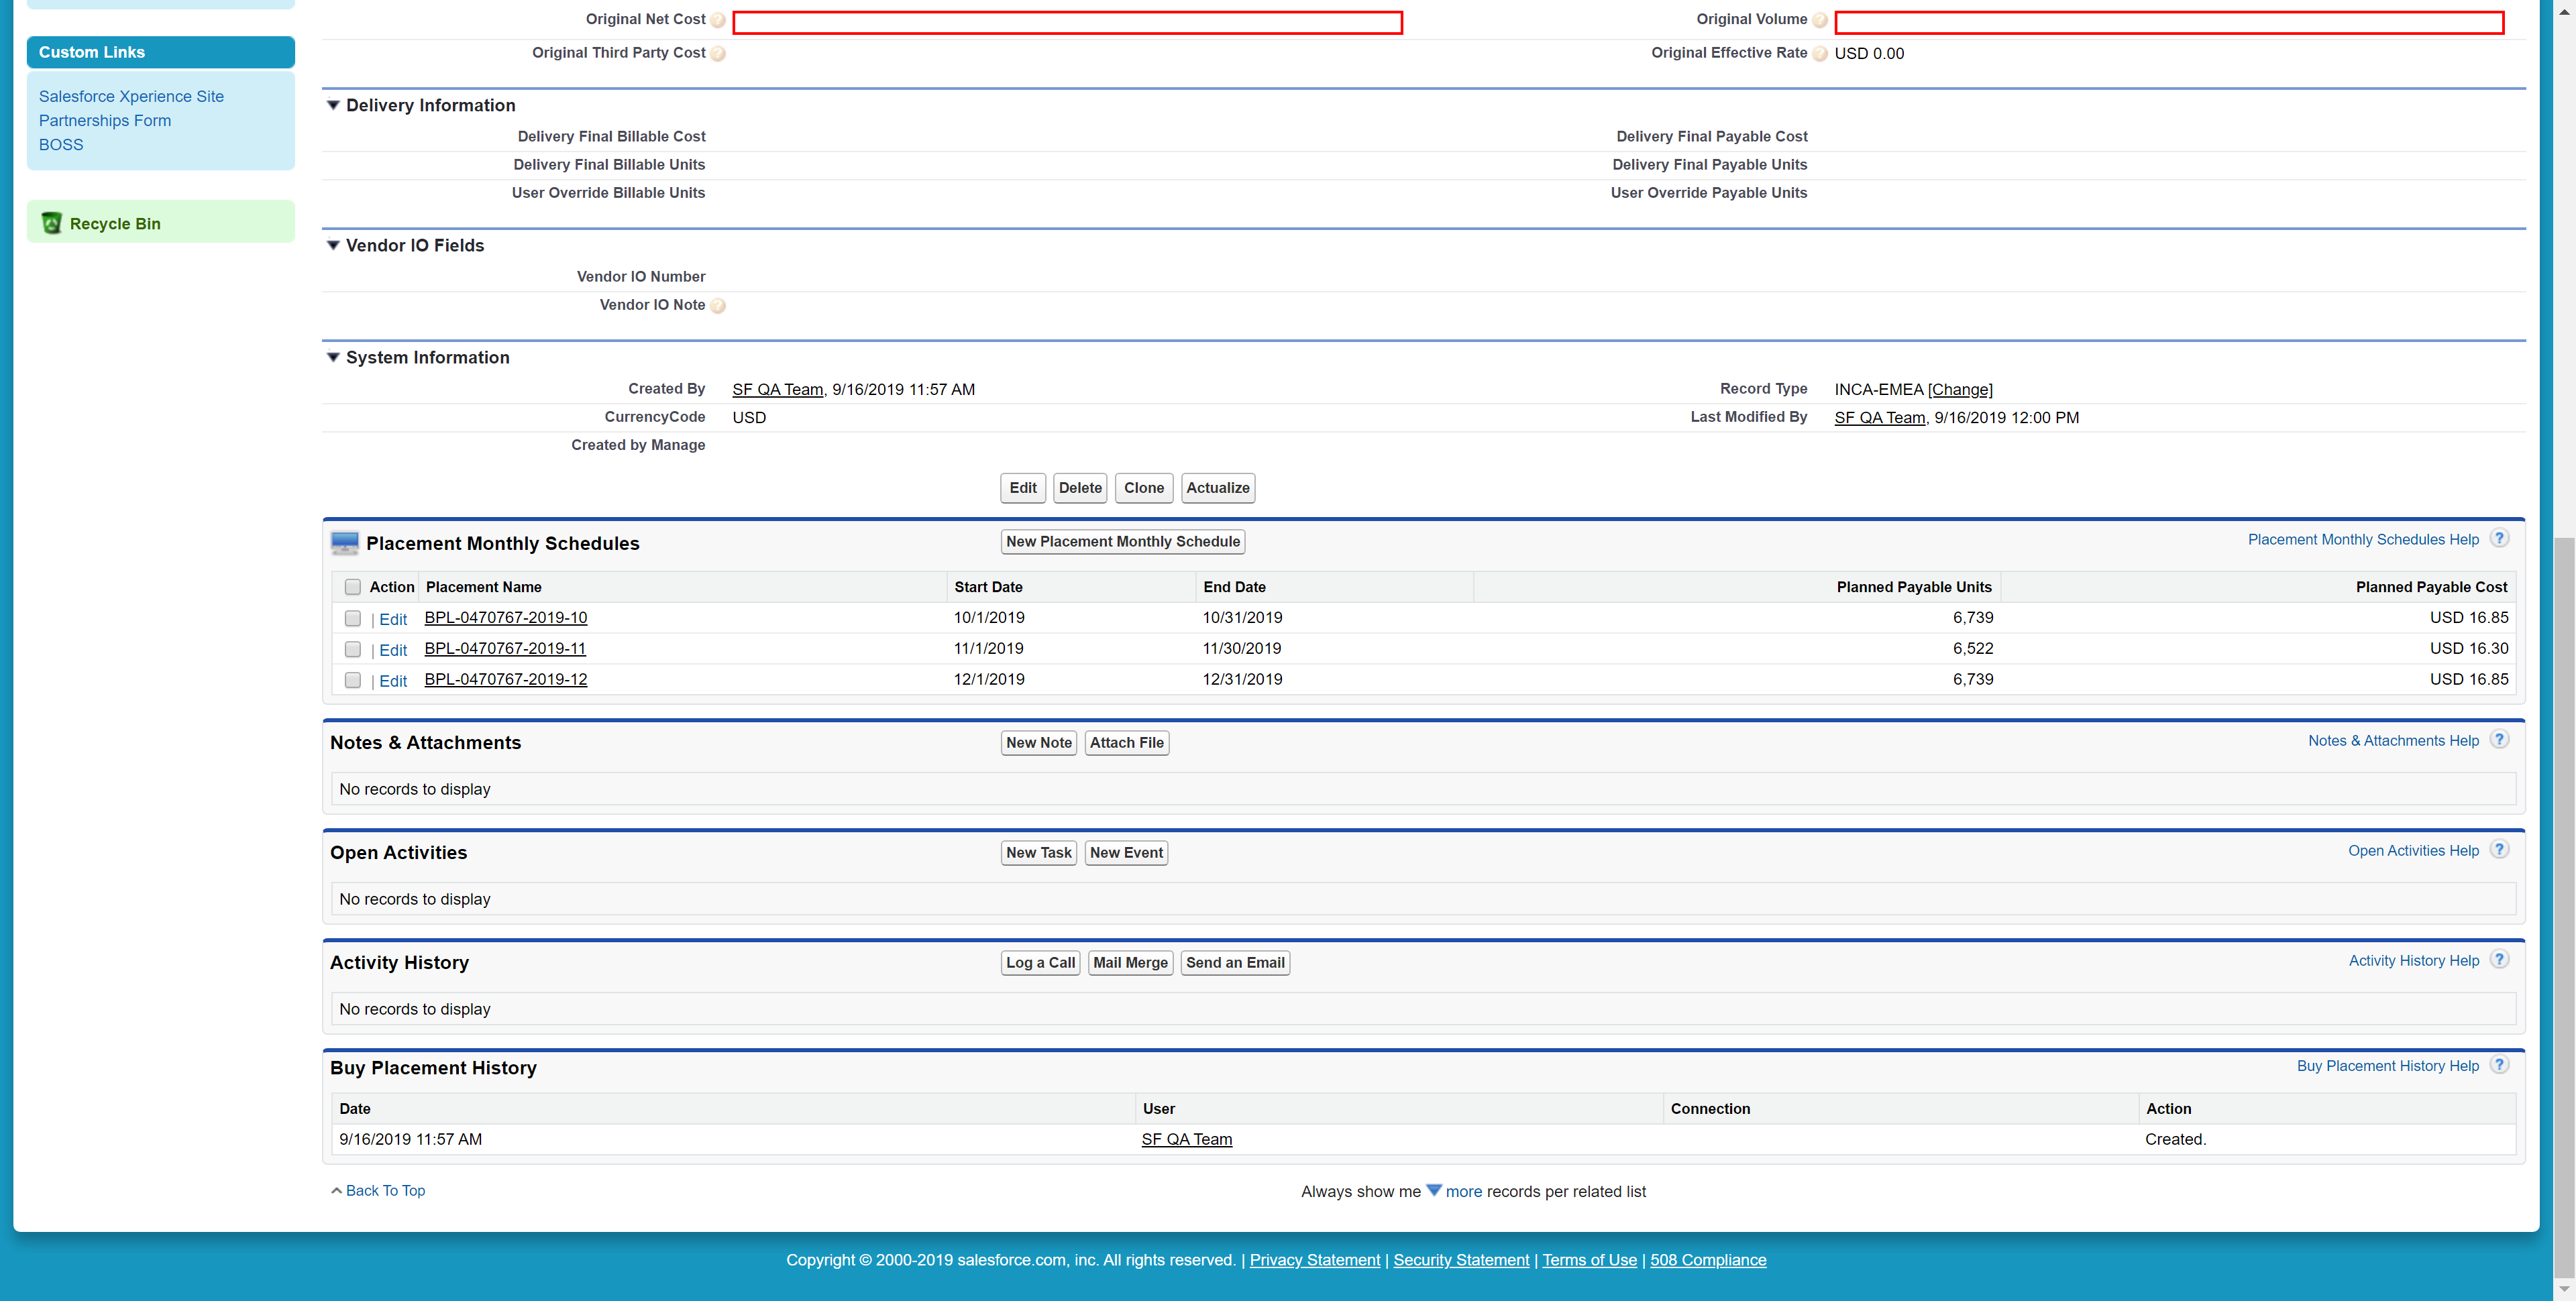 Original Net Cost Original Volume
Original Third Party Cost Original Effective Rate USD 0.00
Custom Links
Salesforce Xperience Site
Partnerships Form
BOSS
Recycle Bin
Delivery Information
Delivery Final Billable Cost Delivery Final Payable Cost
Delivery Final Billable Units Delivery Final Payable Units
User Override Billable Units User Override Payable Units
Vendor IO Fields
Vendor IO Number
Vendor IO Note
System Information
Created By SF QA Team, 9/16/2019 11:57 AM Record Type INCA-EMEA [Change]
CurrencyCode USD Last Modified By SF QA Team, 9/16/2019 12:00 PM
Created by Manage
Edit Delete Clone Actualize
Placement Monthly Schedules New Placement Monthly Schedule Placement Monthly Schedules Help ?
Action Placement Name Start Date End Date Planned Payable Units Planned Payable Cost
| Edit BPL-0470767-2019-10 10/1/2019 10/31/2019 6,739 USD 16.85
| Edit BPL-0470767-2019-11 11/1/2019 11/30/2019 6,522 USD 16.30
| Edit BPL-0470767-2019-12 12/1/2019 12/31/2019 6,739 USD 16.85
Notes & Attachments New Note Attach File Notes & Attachments Help ?
No records to display
Open Activities New Task New Event Open Activities Help ?
No records to display
Activity History Log a Call Mail Merge Send an Email Activity History Help ?
No records to display
Buy Placement History Buy Placement History Help ?
Date User Connection Action
9/16/2019 11:57 AM SF QA Team Created.
Back To Top Always show me more records per related list
Copyright © 2000-2019 salesforce.com, inc. All rights reserved. | Privacy Statement | Security Statement | Terms of Use | 508 Compliance